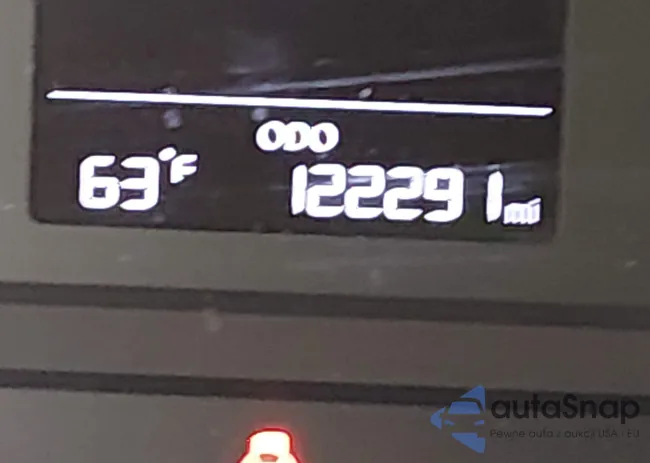 ODO
63°F 122291 mi
autaSnap
Pewne auta z aukcji USA - EU